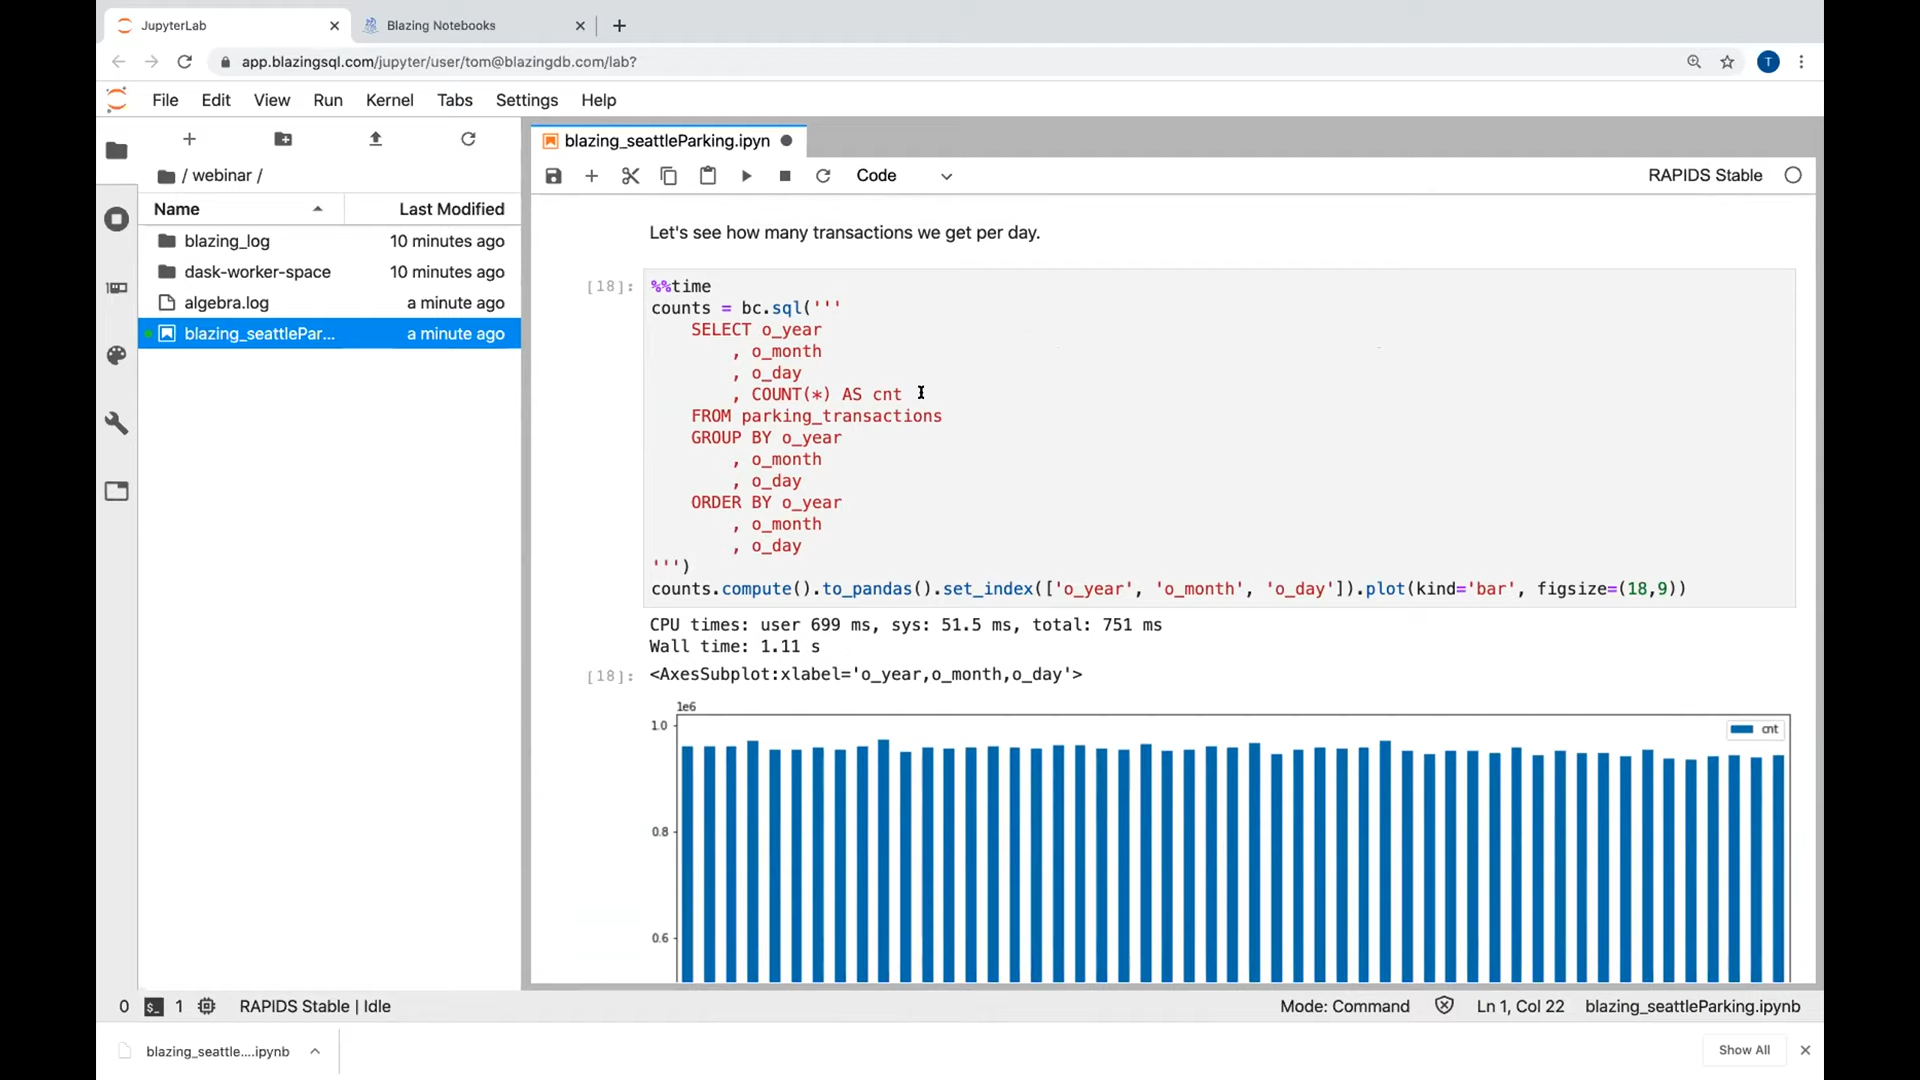 JupyterLab
Blazing Notebooks
app.blazingsql.com/jupyter/user/tom@blazingdb.com/lab?
T
File Edit View Run Kernel Tabs Settings Help
/ webinar /
Name Last Modified
blazing_log 10 minutes ago
dask-worker-space 10 minutes ago
algebra.log a minute ago
blazing_seattlePar... a minute ago
blazing_seattleParking.ipyn
Code
RAPIDS Stable
Let's see how many transactions we get per day.
[18]:
%%time
counts = bc.sql('''
SELECT o_year
, o_month
, o_day
, COUNT(*) AS cnt
FROM parking_transactions
GROUP BY o_year
, o_month
, o_day
ORDER BY o_year
, o_month
, o_day
''')
counts.compute().to_pandas().set_index(['o_year', 'o_month', 'o_day']).plot(kind='bar', figsize=(18,9))
CPU times: user 699 ms, sys: 51.5 ms, total: 751 ms
Wall time: 1.11 s
[18]: <AxesSubplot:xlabel='o_year,o_month,o_day'>
1e6
1.0
cnt
0.8
0.6
0 $_ 1 RAPIDS Stable | Idle
Mode: Command Ln 1, Col 22 blazing_seattleParking.ipynb
blazing_seattle....ipynb
Show All